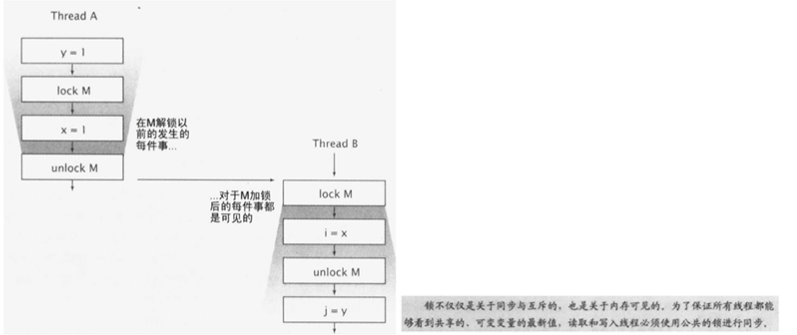 Thread A
y = 1
lock M
x = 1
unlock M
在M解锁以
前的发生的
每件事...
Thread B
...对于M加锁
后的每件事都
是可见的
lock M
i = x
unlock M
j = y
锁不仅仅是关于同步与互斥的，也是关于内存可见的。为了保证所有线程都能
够看到共享的、可变变量的最新值，读取和写入线程必须使用公共的锁进行同步。